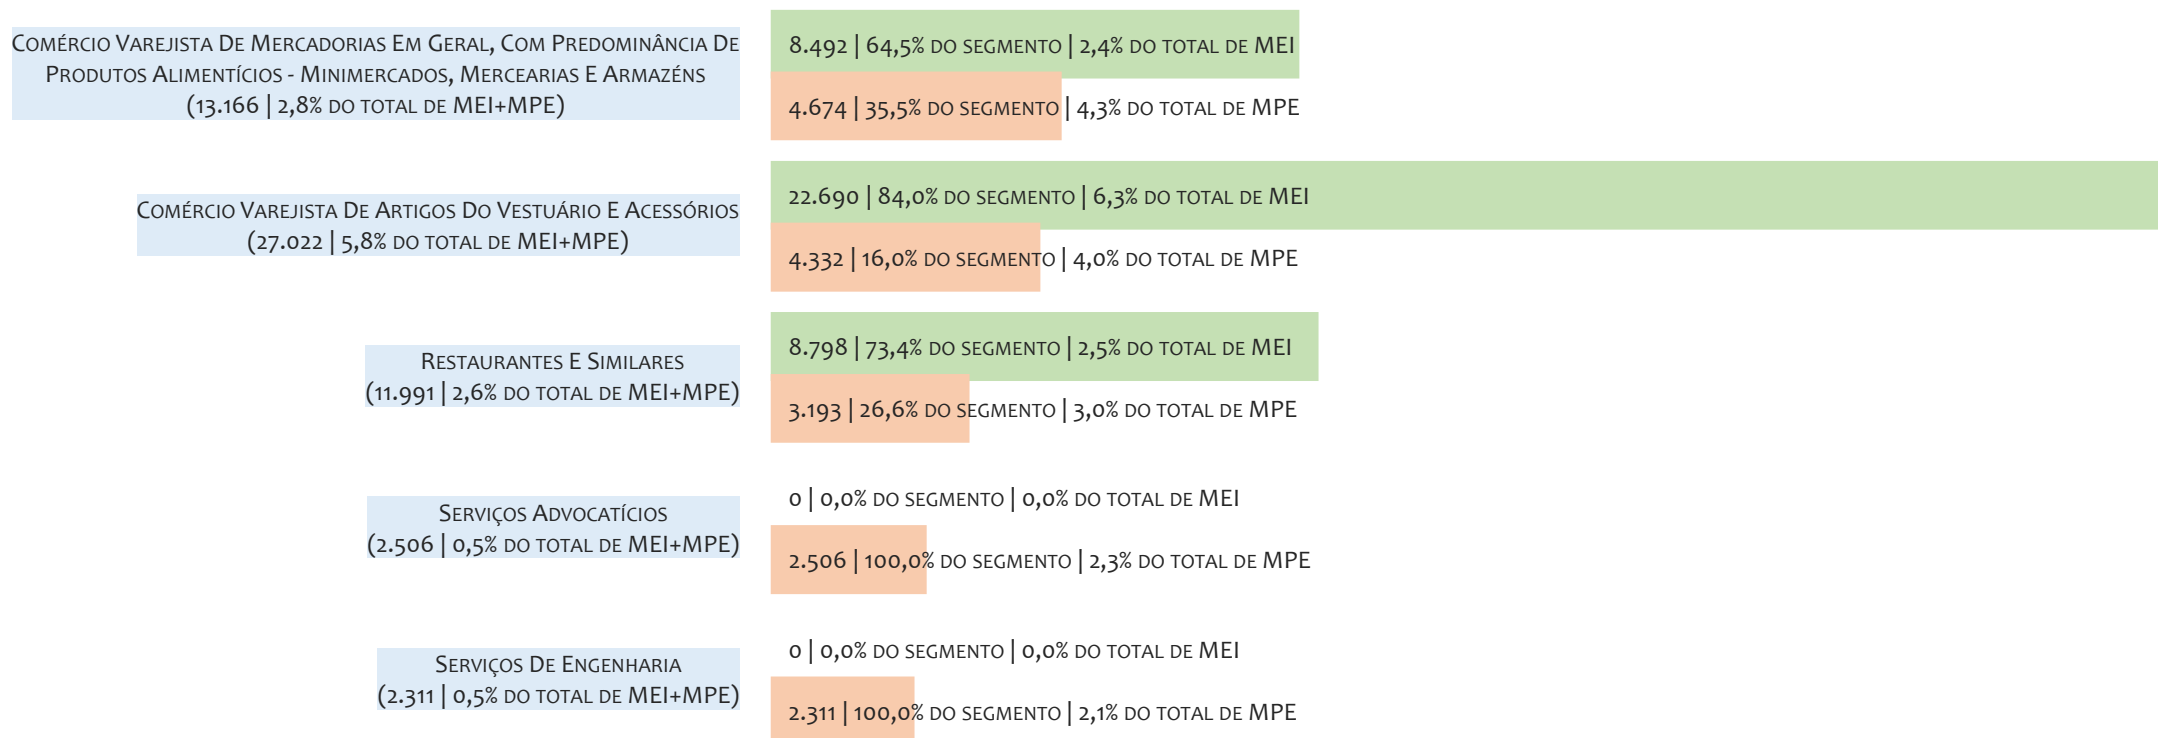 Comércio Varejista De Mercadorias Em Geral, Com Predominância De
Produtos Alimentícios - Minimercados, Mercearias E Armazéns
(13.166 | 2,8% do total de MEI+MPE)
8.492 | 64,5% do segmento | 2,4% do total de MEI
4.674 | 35,5% do segmento | 4,3% do total de MPE
Comércio Varejista De Artigos Do Vestuário E Acessórios
(27.022 | 5,8% do total de MEI+MPE)
22.690 | 84,0% do segmento | 6,3% do total de MEI
4.332 | 16,0% do segmento | 4,0% do total de MPE
Restaurantes E Similares
(11.991 | 2,6% do total de MEI+MPE)
8.798 | 73,4% do segmento | 2,5% do total de MEI
3.193 | 26,6% do segmento | 3,0% do total de MPE
Serviços Advocatícios
(2.506 | 0,5% do total de MEI+MPE)
0 | 0,0% do segmento | 0,0% do total de MEI
2.506 | 100,0% do segmento | 2,3% do total de MPE
Serviços De Engenharia
(2.311 | 0,5% do total de MEI+MPE)
0 | 0,0% do segmento | 0,0% do total de MEI
2.311 | 100,0% do segmento | 2,1% do total de MPE